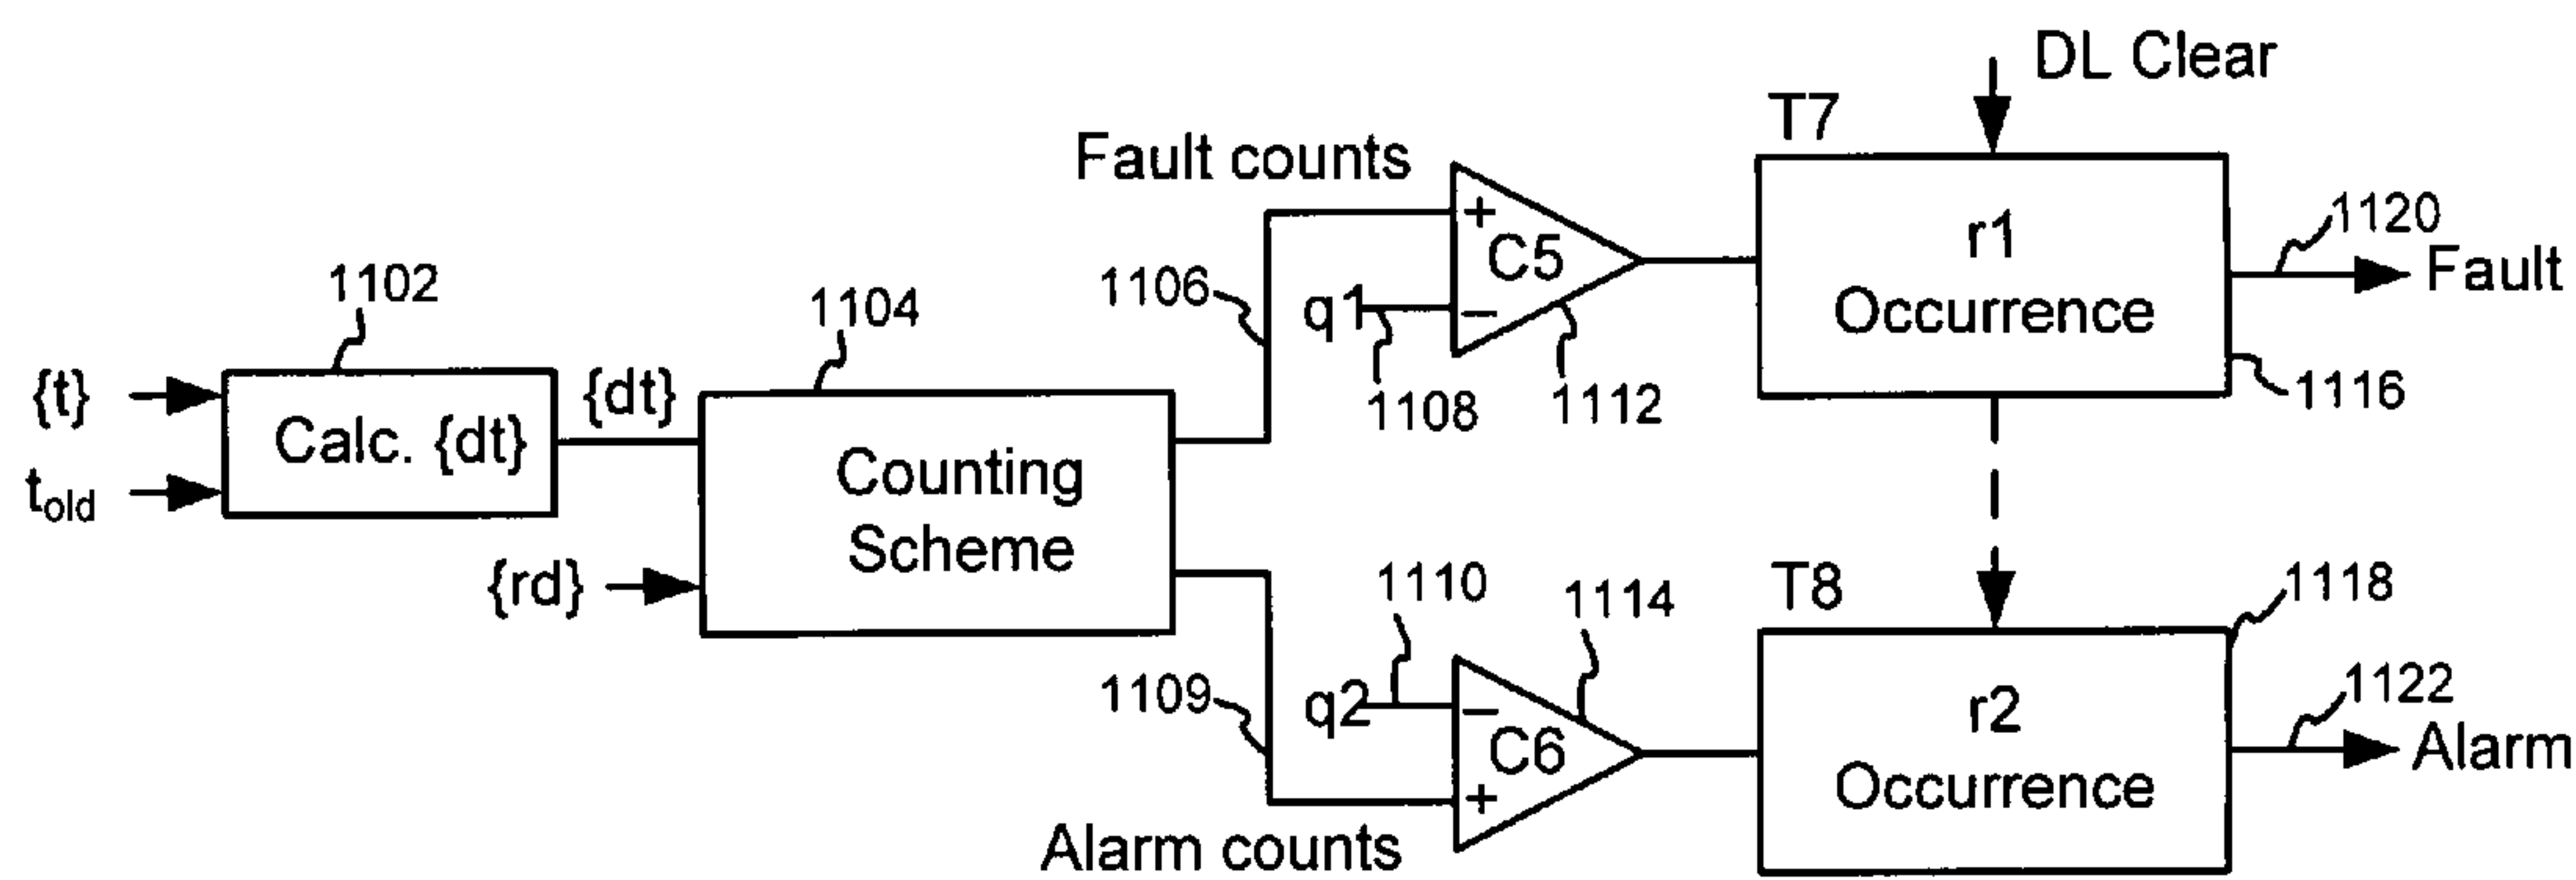 DL Clear
T7
Fault counts
r1
Occurrence
1120
Fault
+
C5
−
q1
1106
1108
1112
1116
1102
1104
{t}
t_old
Calc. {dt}
{dt}
Counting
Scheme
{rd}
1110
1114
T8
1118
1109
q2
−
C6
+
r2
Occurrence
1122
Alarm
Alarm counts